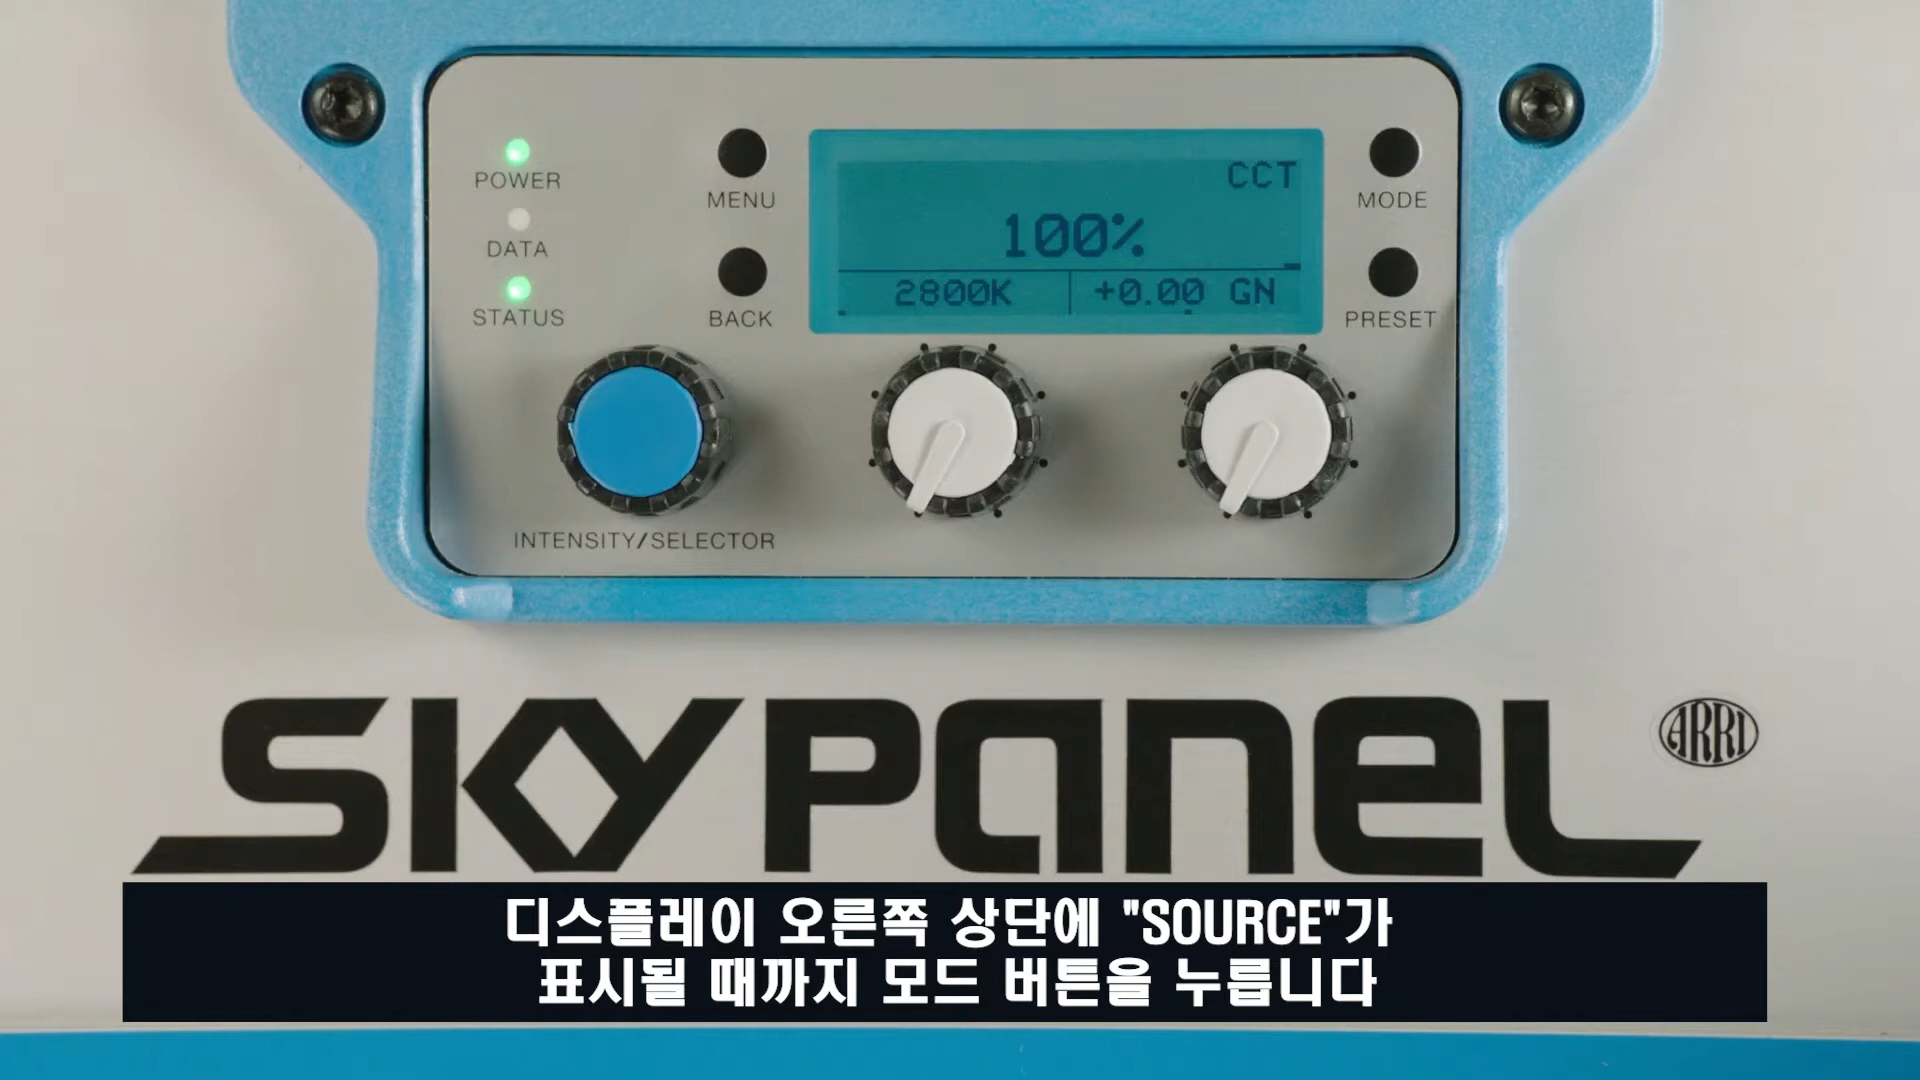 POWER
DATA
STATUS
MENU
BACK
CCT
100%
2800K
+0.00 GN
MODE
PRESET
INTENSITY/SELECTOR
SKYPANEL
ARRI
디스플레이 오른쪽 상단에 "SOURCE"가
표시될 때까지 모드 버튼을 누릅니다